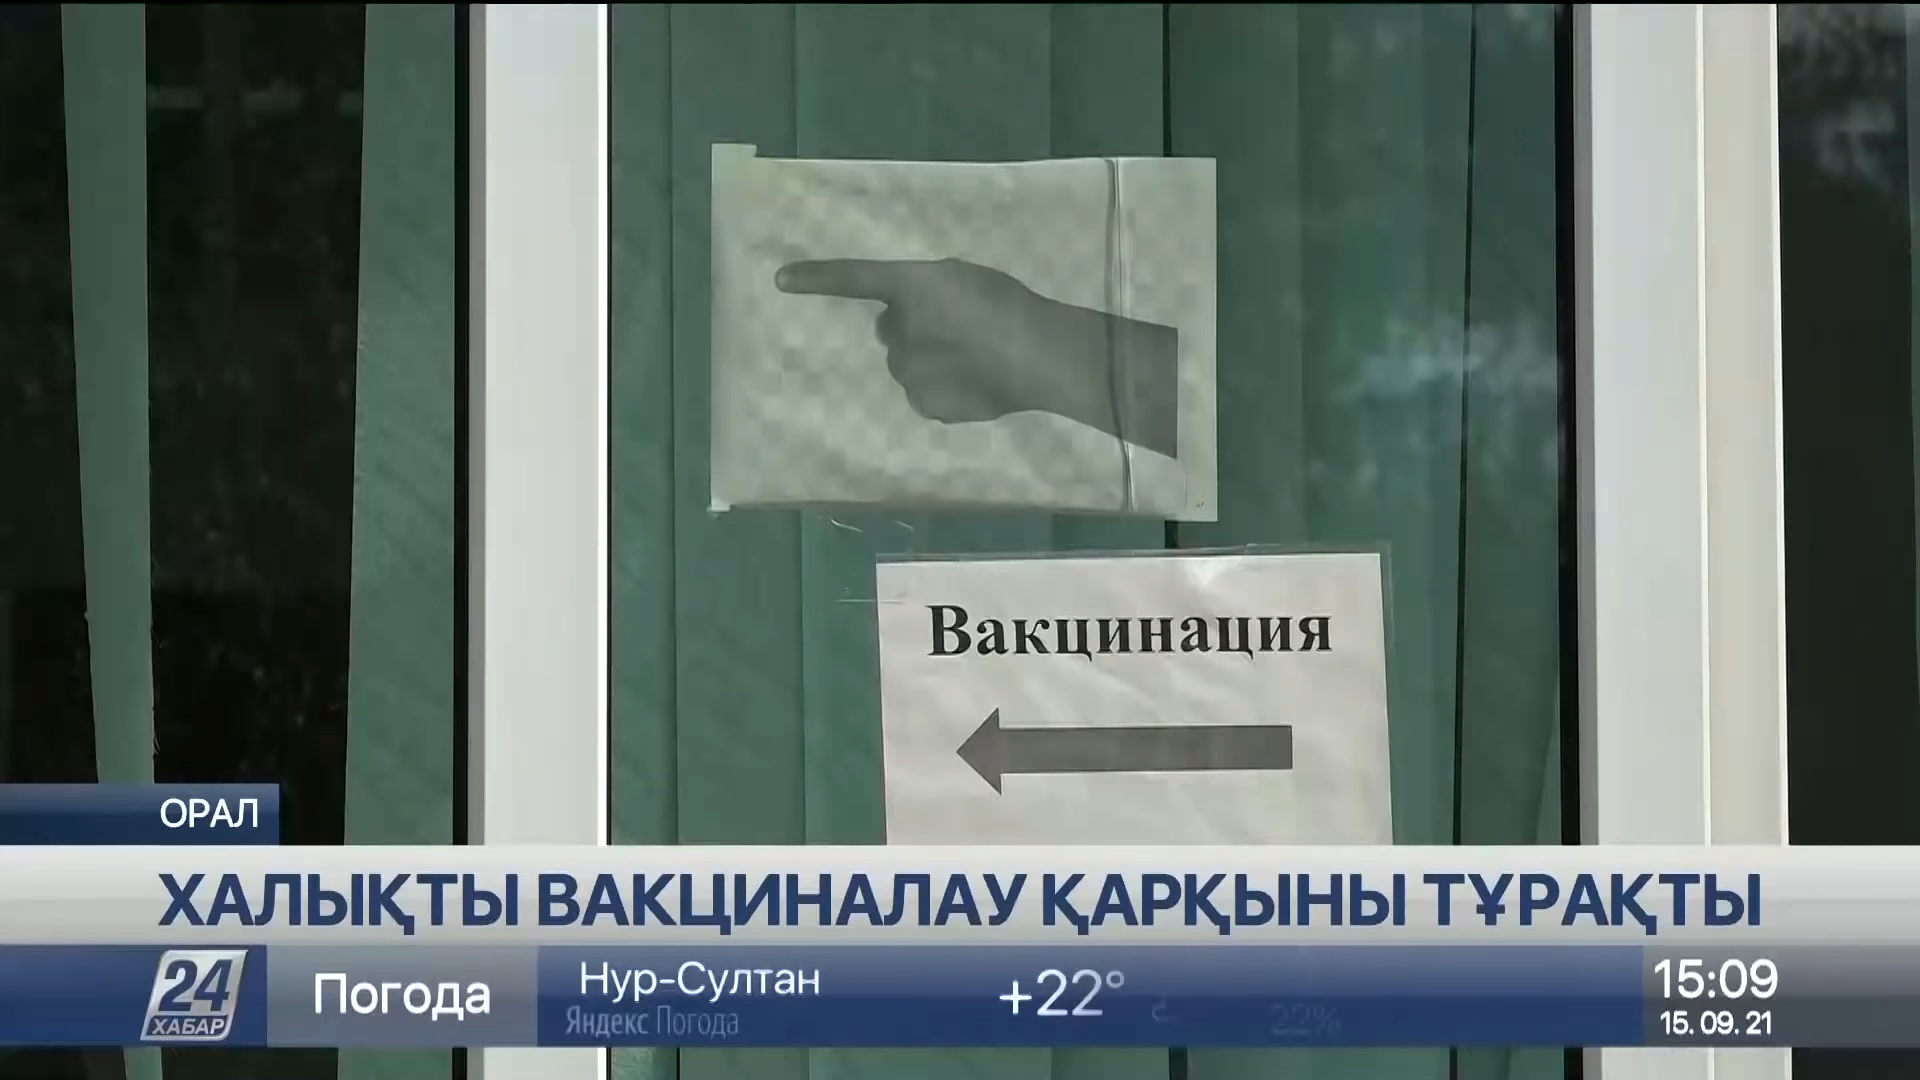 Вакцинация
ОРАЛ
ХАЛЫҚТЫ ВАКЦИНАЛАУ ҚАРҚЫНЫ ТҰРАҚТЫ
24
ХАБАР
Погода
Нур-Султан
Яндекс Погода
+22°
22%
15:09
15. 09. 21